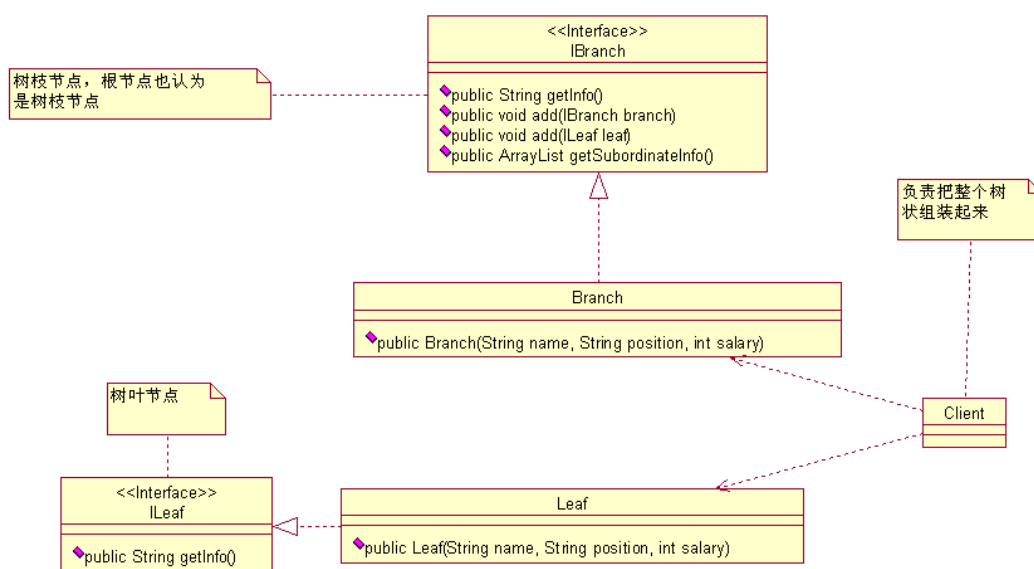 <<Interface>>
IBranch
public String getInfo()
public void add(IBranch branch)
public void add(ILeaf leaf)
public ArrayList getSubordinateInfo()
树枝节点，根节点也认为
是树枝节点
负责把整个树
状组装起来
Branch
public Branch(String name, String position, int salary)
树叶节点
Client
<<Interface>>
ILeaf
public String getInfo()
Leaf
public Leaf(String name, String position, int salary)